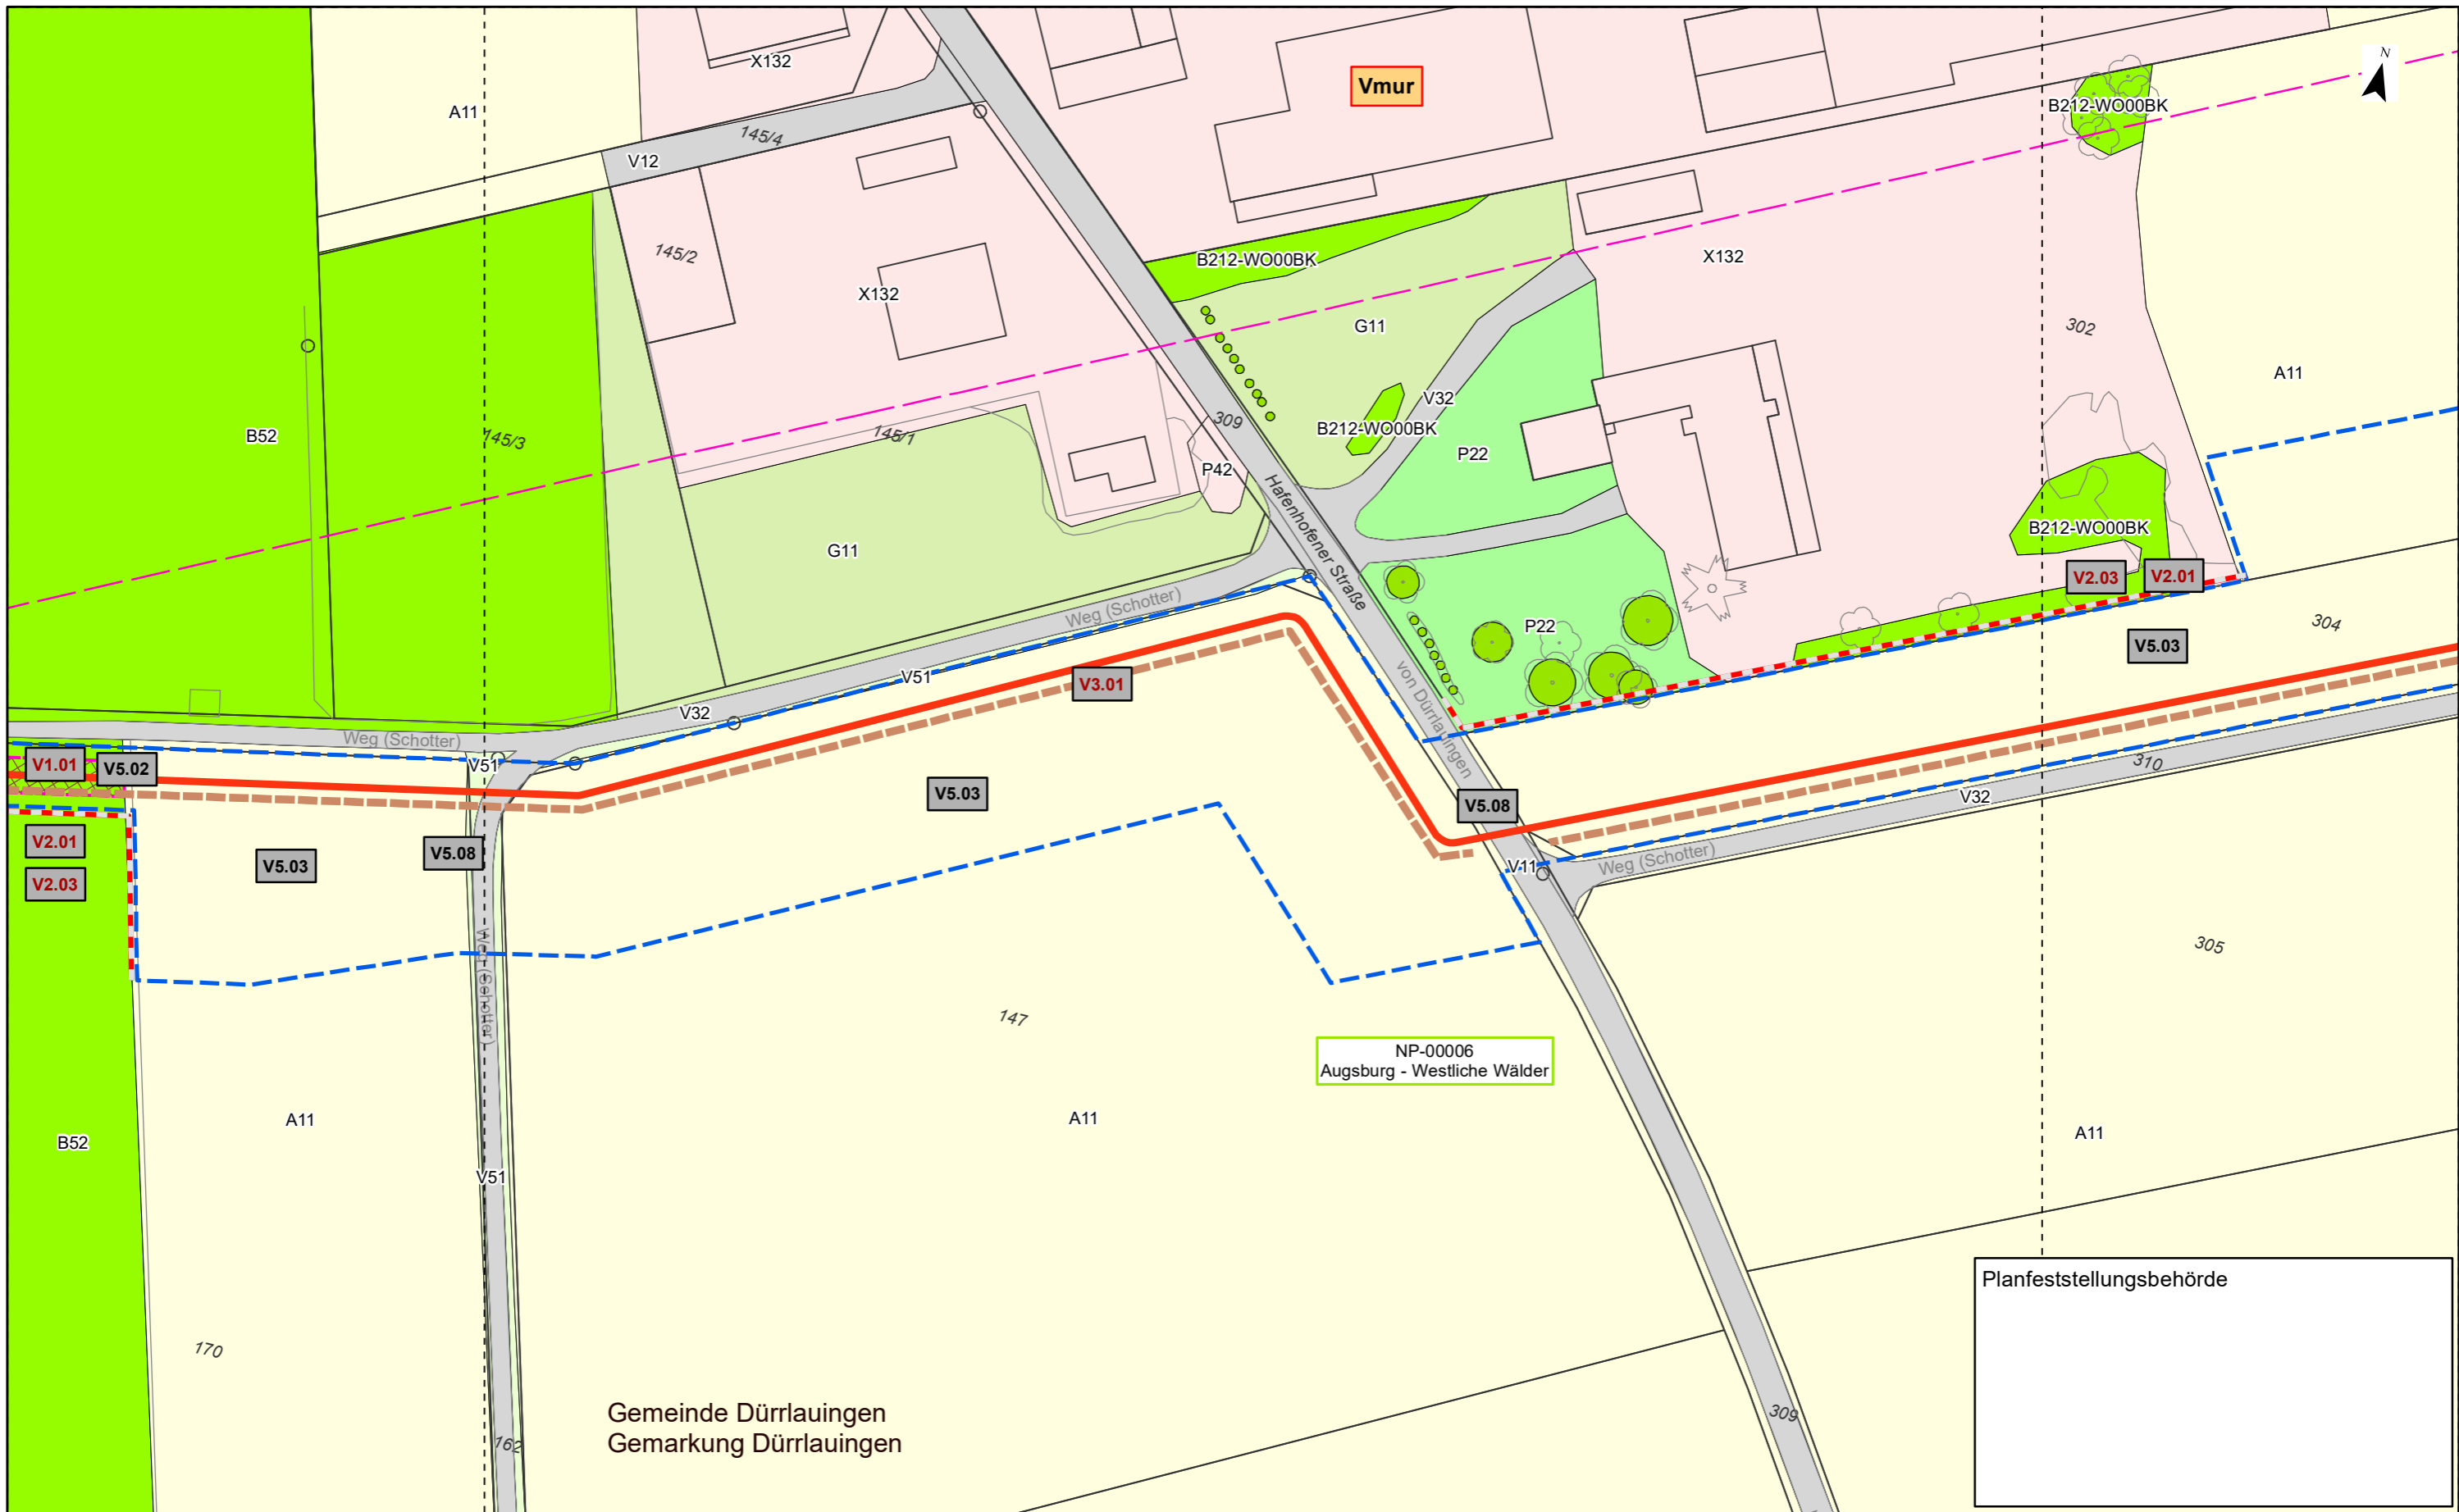 N
X132
Vmur
B212-WO00BK
A11
145/4
V12
145/2
B212-WO00BK
X132
X132
G11
302
A11
V32
309
B212-WO00BK
B52
145/3
145/1
P22
P42
Hafenhofener Straße
B212-WO00BK
G11
V2.03
V2.01
Weg (Schotter)
P22
304
V5.03
V51
V3.01
von Dürrlauingen
V32
Weg (Schotter)
V1.01
V5.02
V51
310
V5.03
V5.08
V32
V2.01
V5.08
V5.03
V11
Weg (Schotter)
V2.03
Weg (Schotter)
305
147
NP-00006
Augsburg - Westliche Wälder
A11
A11
A11
B52
V51
Planfeststellungsbehörde
170
Gemeinde Dürrlauingen
Gemarkung Dürrlauingen
309
162